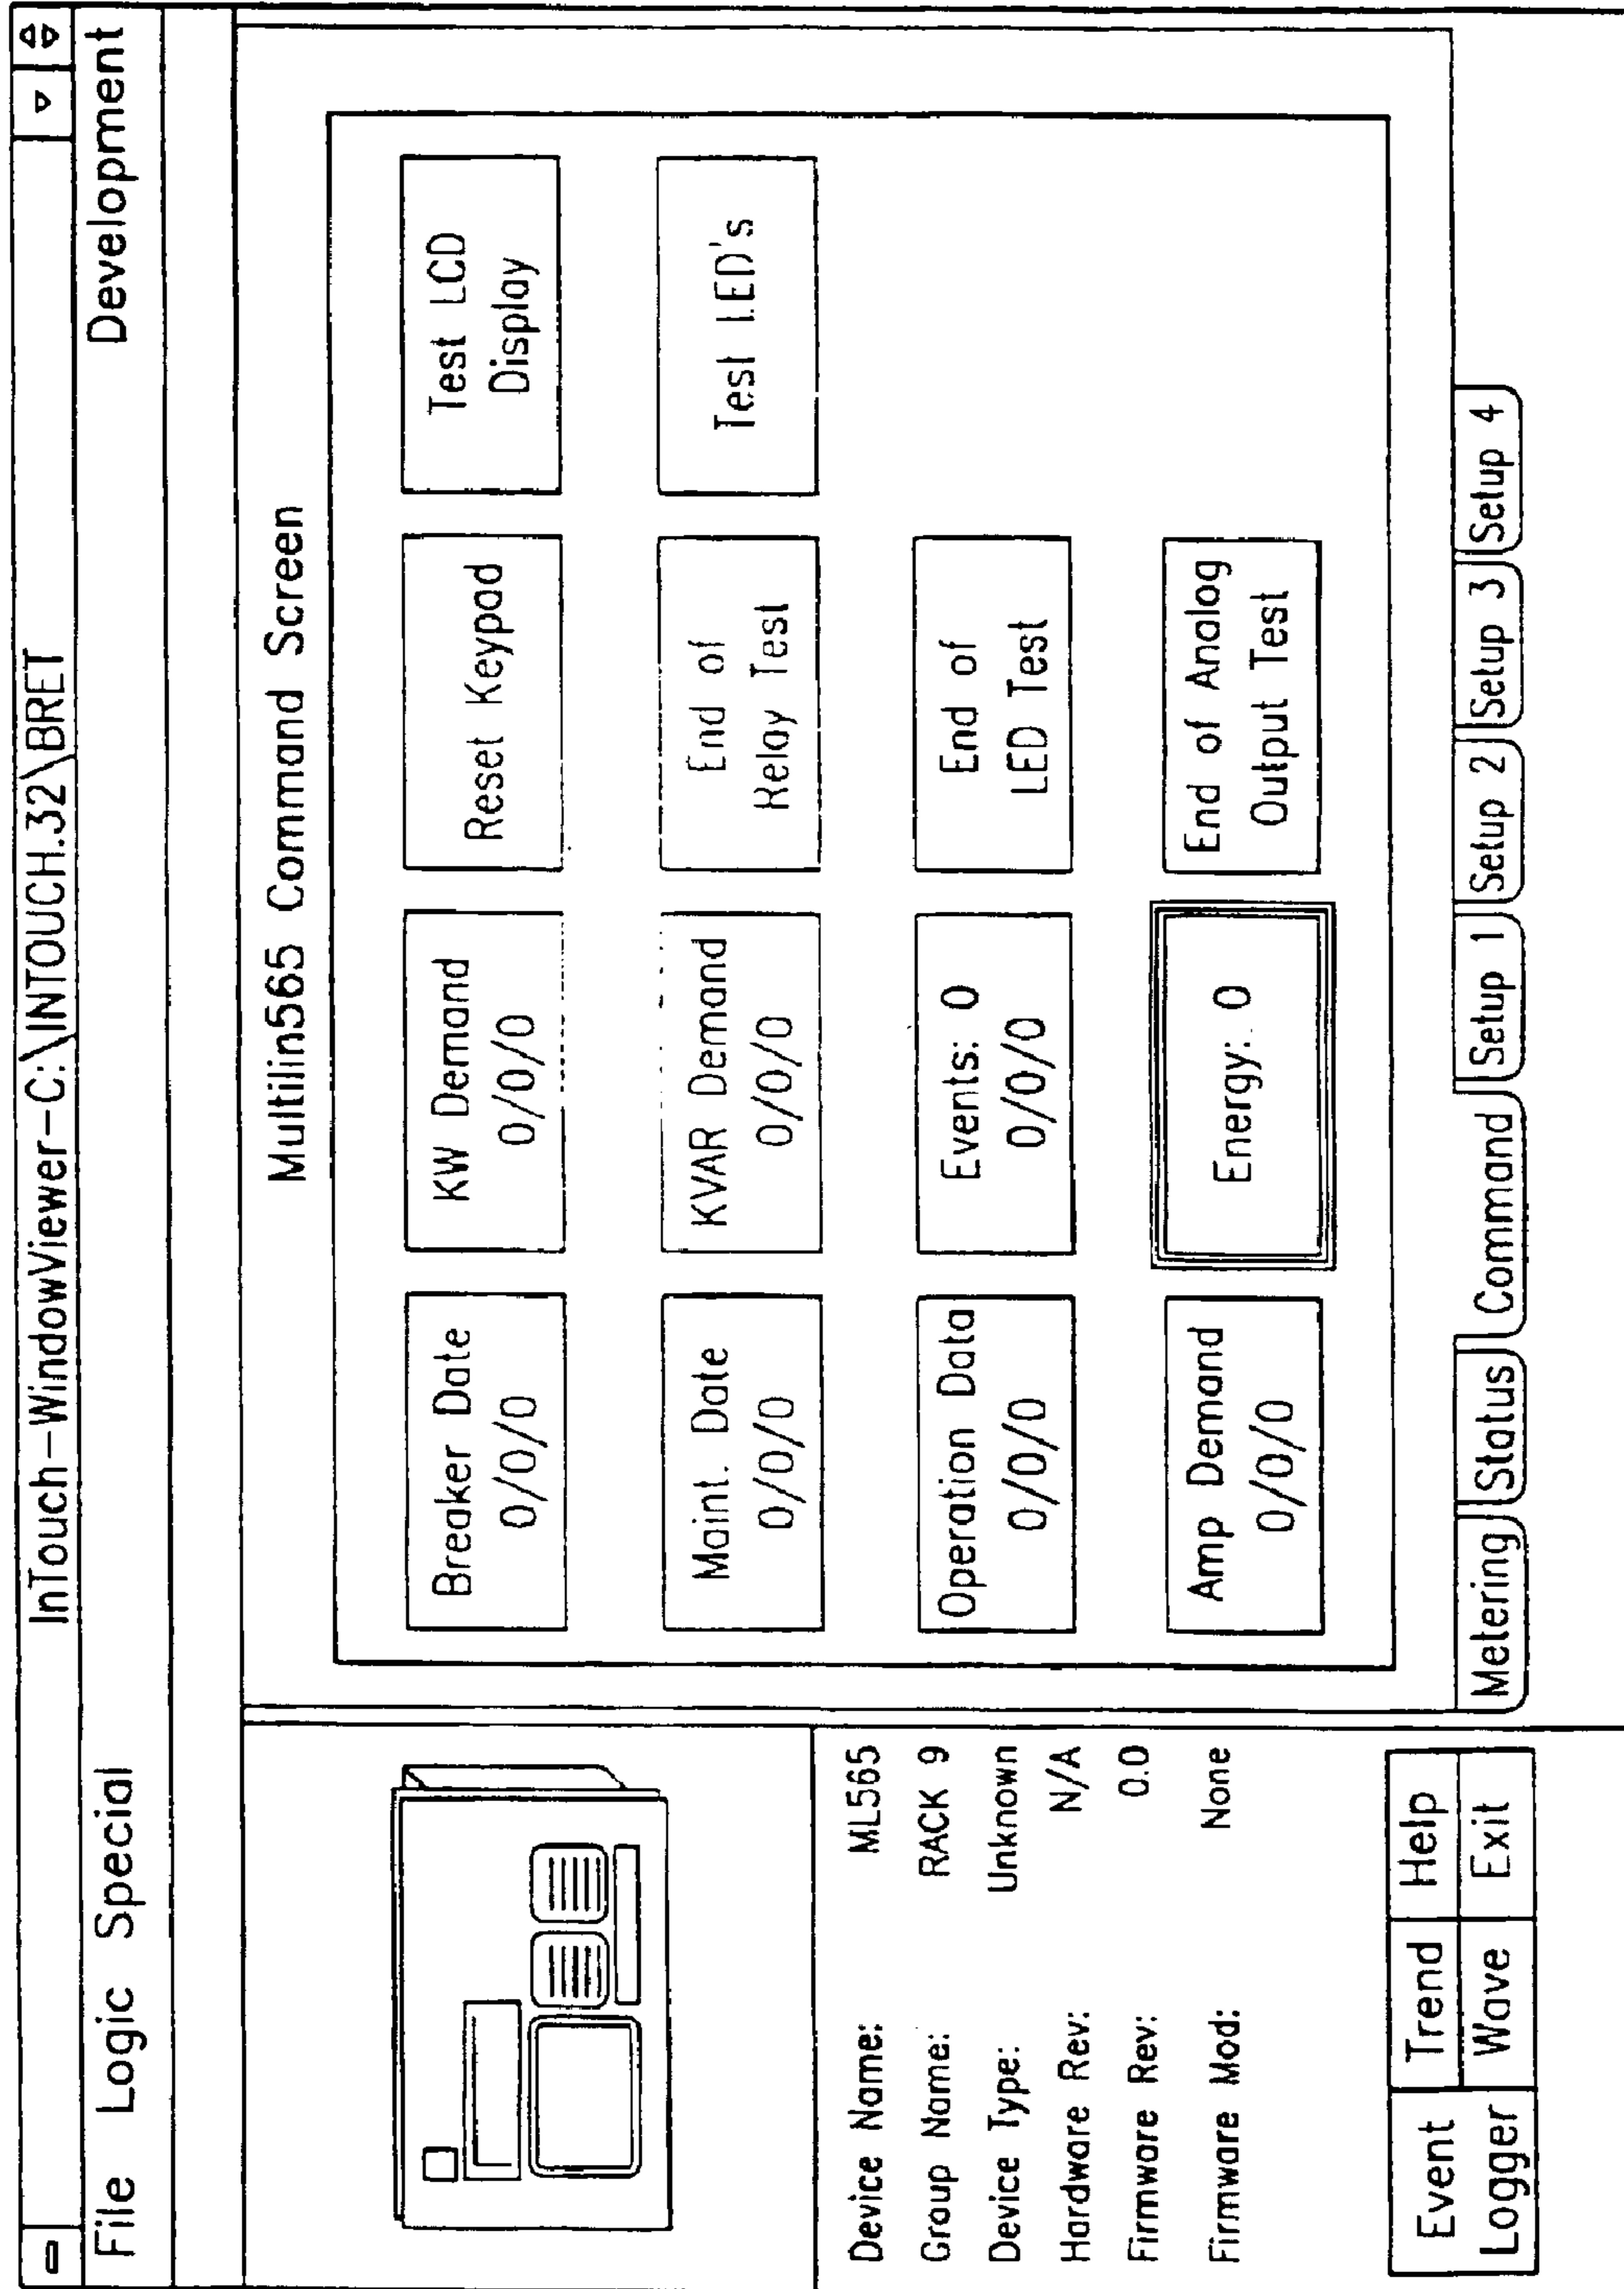 InTouch-WindowViewer-C:\INTOUCH.32\BRET
File Logic Special
Development
Multilin565 Command Screen
Breaker Date
0/0/0
KW Demand
0/0/0
Reset Keypad
Test LCD
Display
Maint. Date
0/0/0
KVAR Demand
0/0/0
End of
Relay Test
Test LED's
Operation Data
0/0/0
Events: 0
0/0/0
End of
LED Test
Amp Demand
0/0/0
Energy: 0
End of Analog
Output Test
Metering Status Command Setup 1 Setup 2 Setup 3 Setup 4
Device Name: ML565
Group Name: RACK 9
Device Type: Unknown
Hardware Rev: N/A
Firmware Rev: 0.0
Firmware Mod: None
Event
Logger
Trend Help
Wave Exit